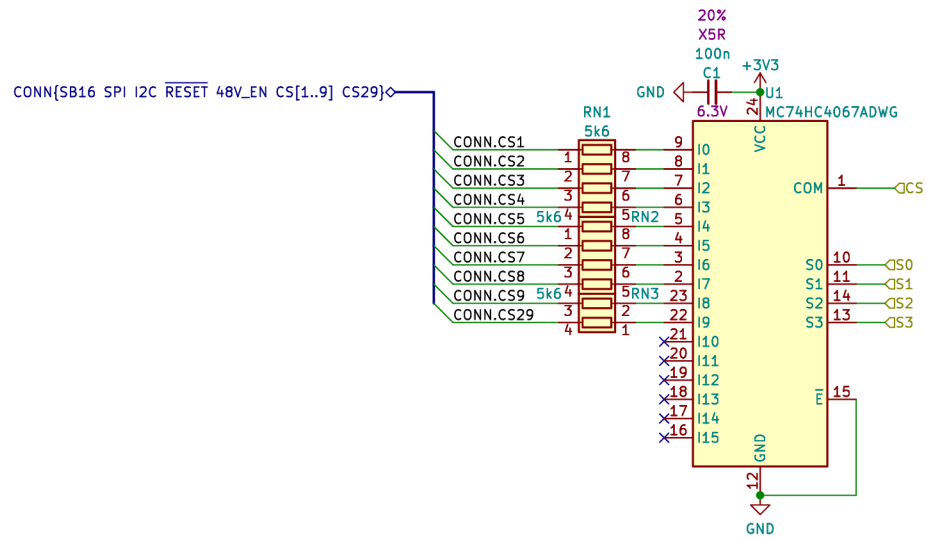 20%
X5R
100n
C1
+3V3
CONN{SB16 SPI I2C RESET 48V_EN CS[1..9] CS29}
GND
6.3V
24
U1
MC74HC4067ADWG
RN1
5k6
VCC
CONN.CS1 1 8 9 I0
CONN.CS2 2 7 8 I1
CONN.CS3 3 6 7 I2
COM 1 CS
CONN.CS4 4 5 6 I3
5k6 RN2
CONN.CS5 1 8 5 I4
CONN.CS6 2 7 4 I5
CONN.CS7 3 6 3 I6
S0 10 S0
CONN.CS8 4 5 2 I7
S1 11 S1
5k6 RN3
CONN.CS9 3 2 23 I8
S2 14 S2
CONN.CS29 4 1 22 I9
S3 13 S3
21 I10
20 I11
19 I12
18 I13
E 15
17 I14
16 I15
GND
12
GND